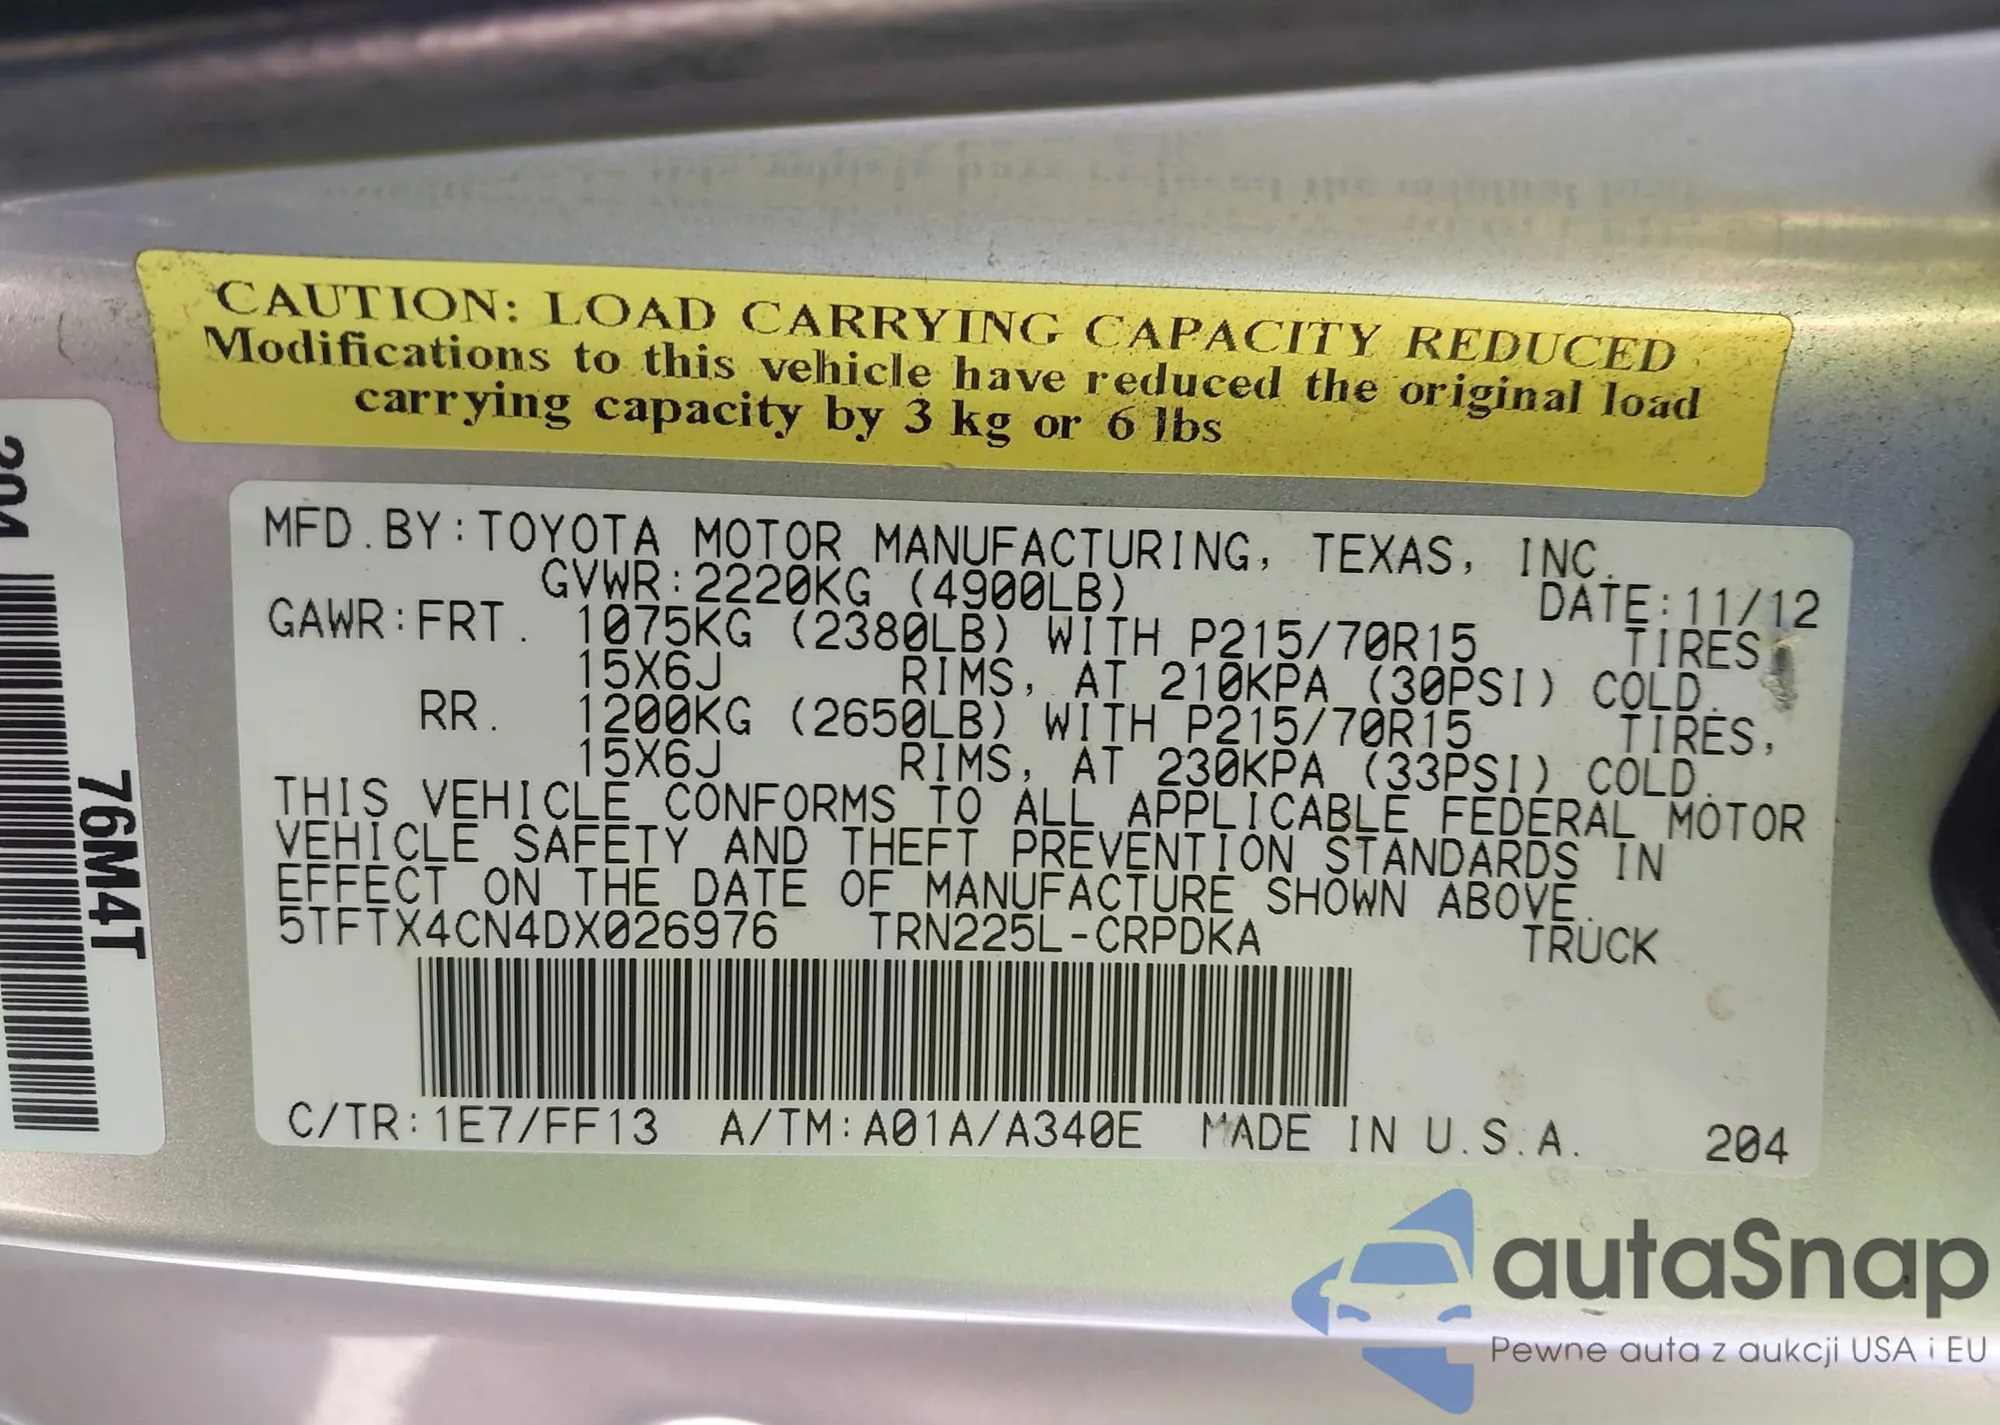 CAUTION: LOAD CARRYING CAPACITY REDUCED
Modifications to this vehicle have reduced the original load
carrying capacity by 3 kg or 6 lbs
MFD.BY:TOYOTA MOTOR MANUFACTURING, TEXAS, INC.
GVWR:2220KG (4900LB) DATE:11/12
GAWR:FRT. 1075KG (2380LB) WITH P215/70R15 TIRES
15X6J RIMS, AT 210KPA (30PSI) COLD.
RR. 1200KG (2650LB) WITH P215/70R15 TIRES,
15X6J RIMS, AT 230KPA (33PSI) COLD.
THIS VEHICLE CONFORMS TO ALL APPLICABLE FEDERAL MOTOR
VEHICLE SAFETY AND THEFT PREVENTION STANDARDS IN
EFFECT ON THE DATE OF MANUFACTURE SHOWN ABOVE.
5TFTX4CN4DX026976 TRN225L-CRPDKA TRUCK
C/TR:1E7/FF13 A/TM:A01A/A340E MADE IN U.S.A. 204
204
76M4T
autaSnap
Pewne auta z aukcji USA i EU